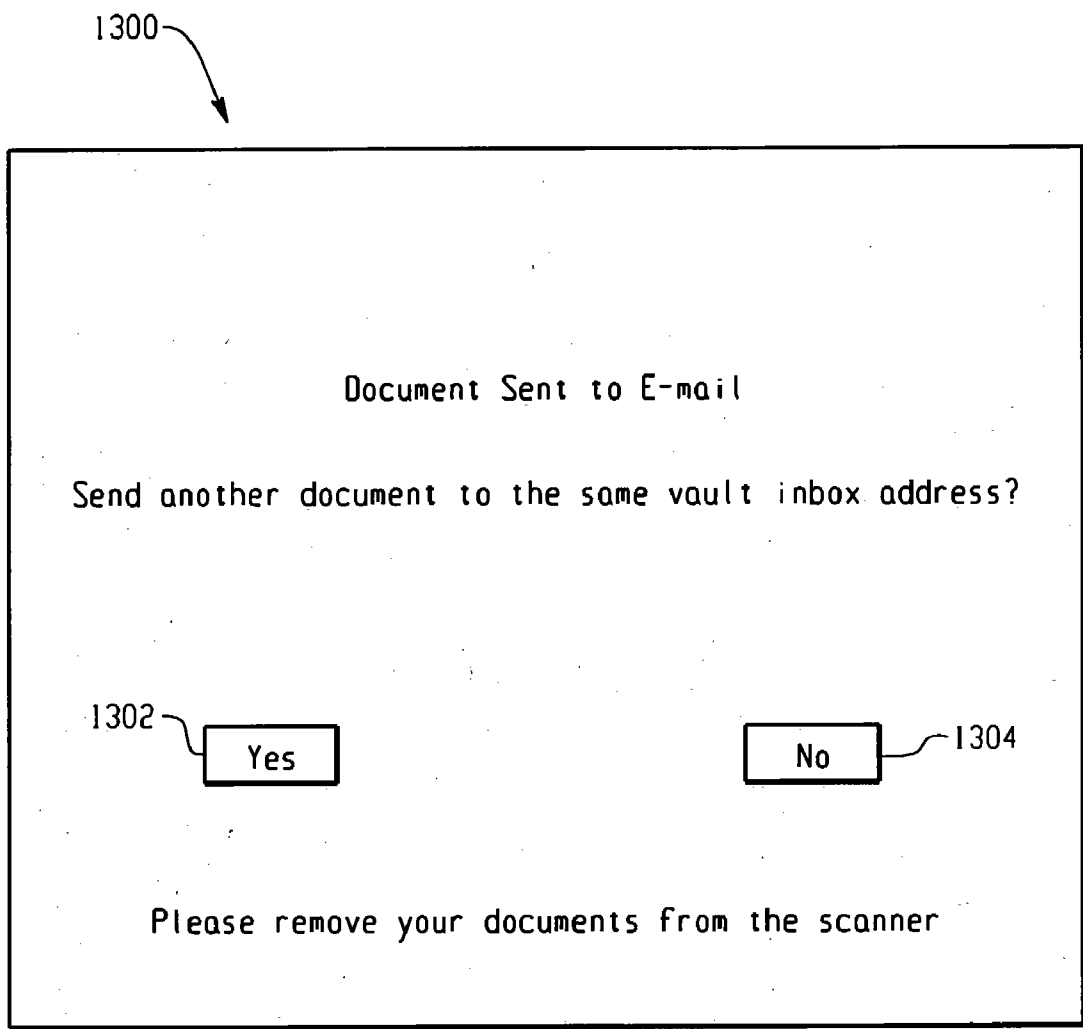 1300
Document Sent to E-mail
Send another document to the same vault inbox address?
1302
Yes
No
1304
Please remove your documents from the scanner